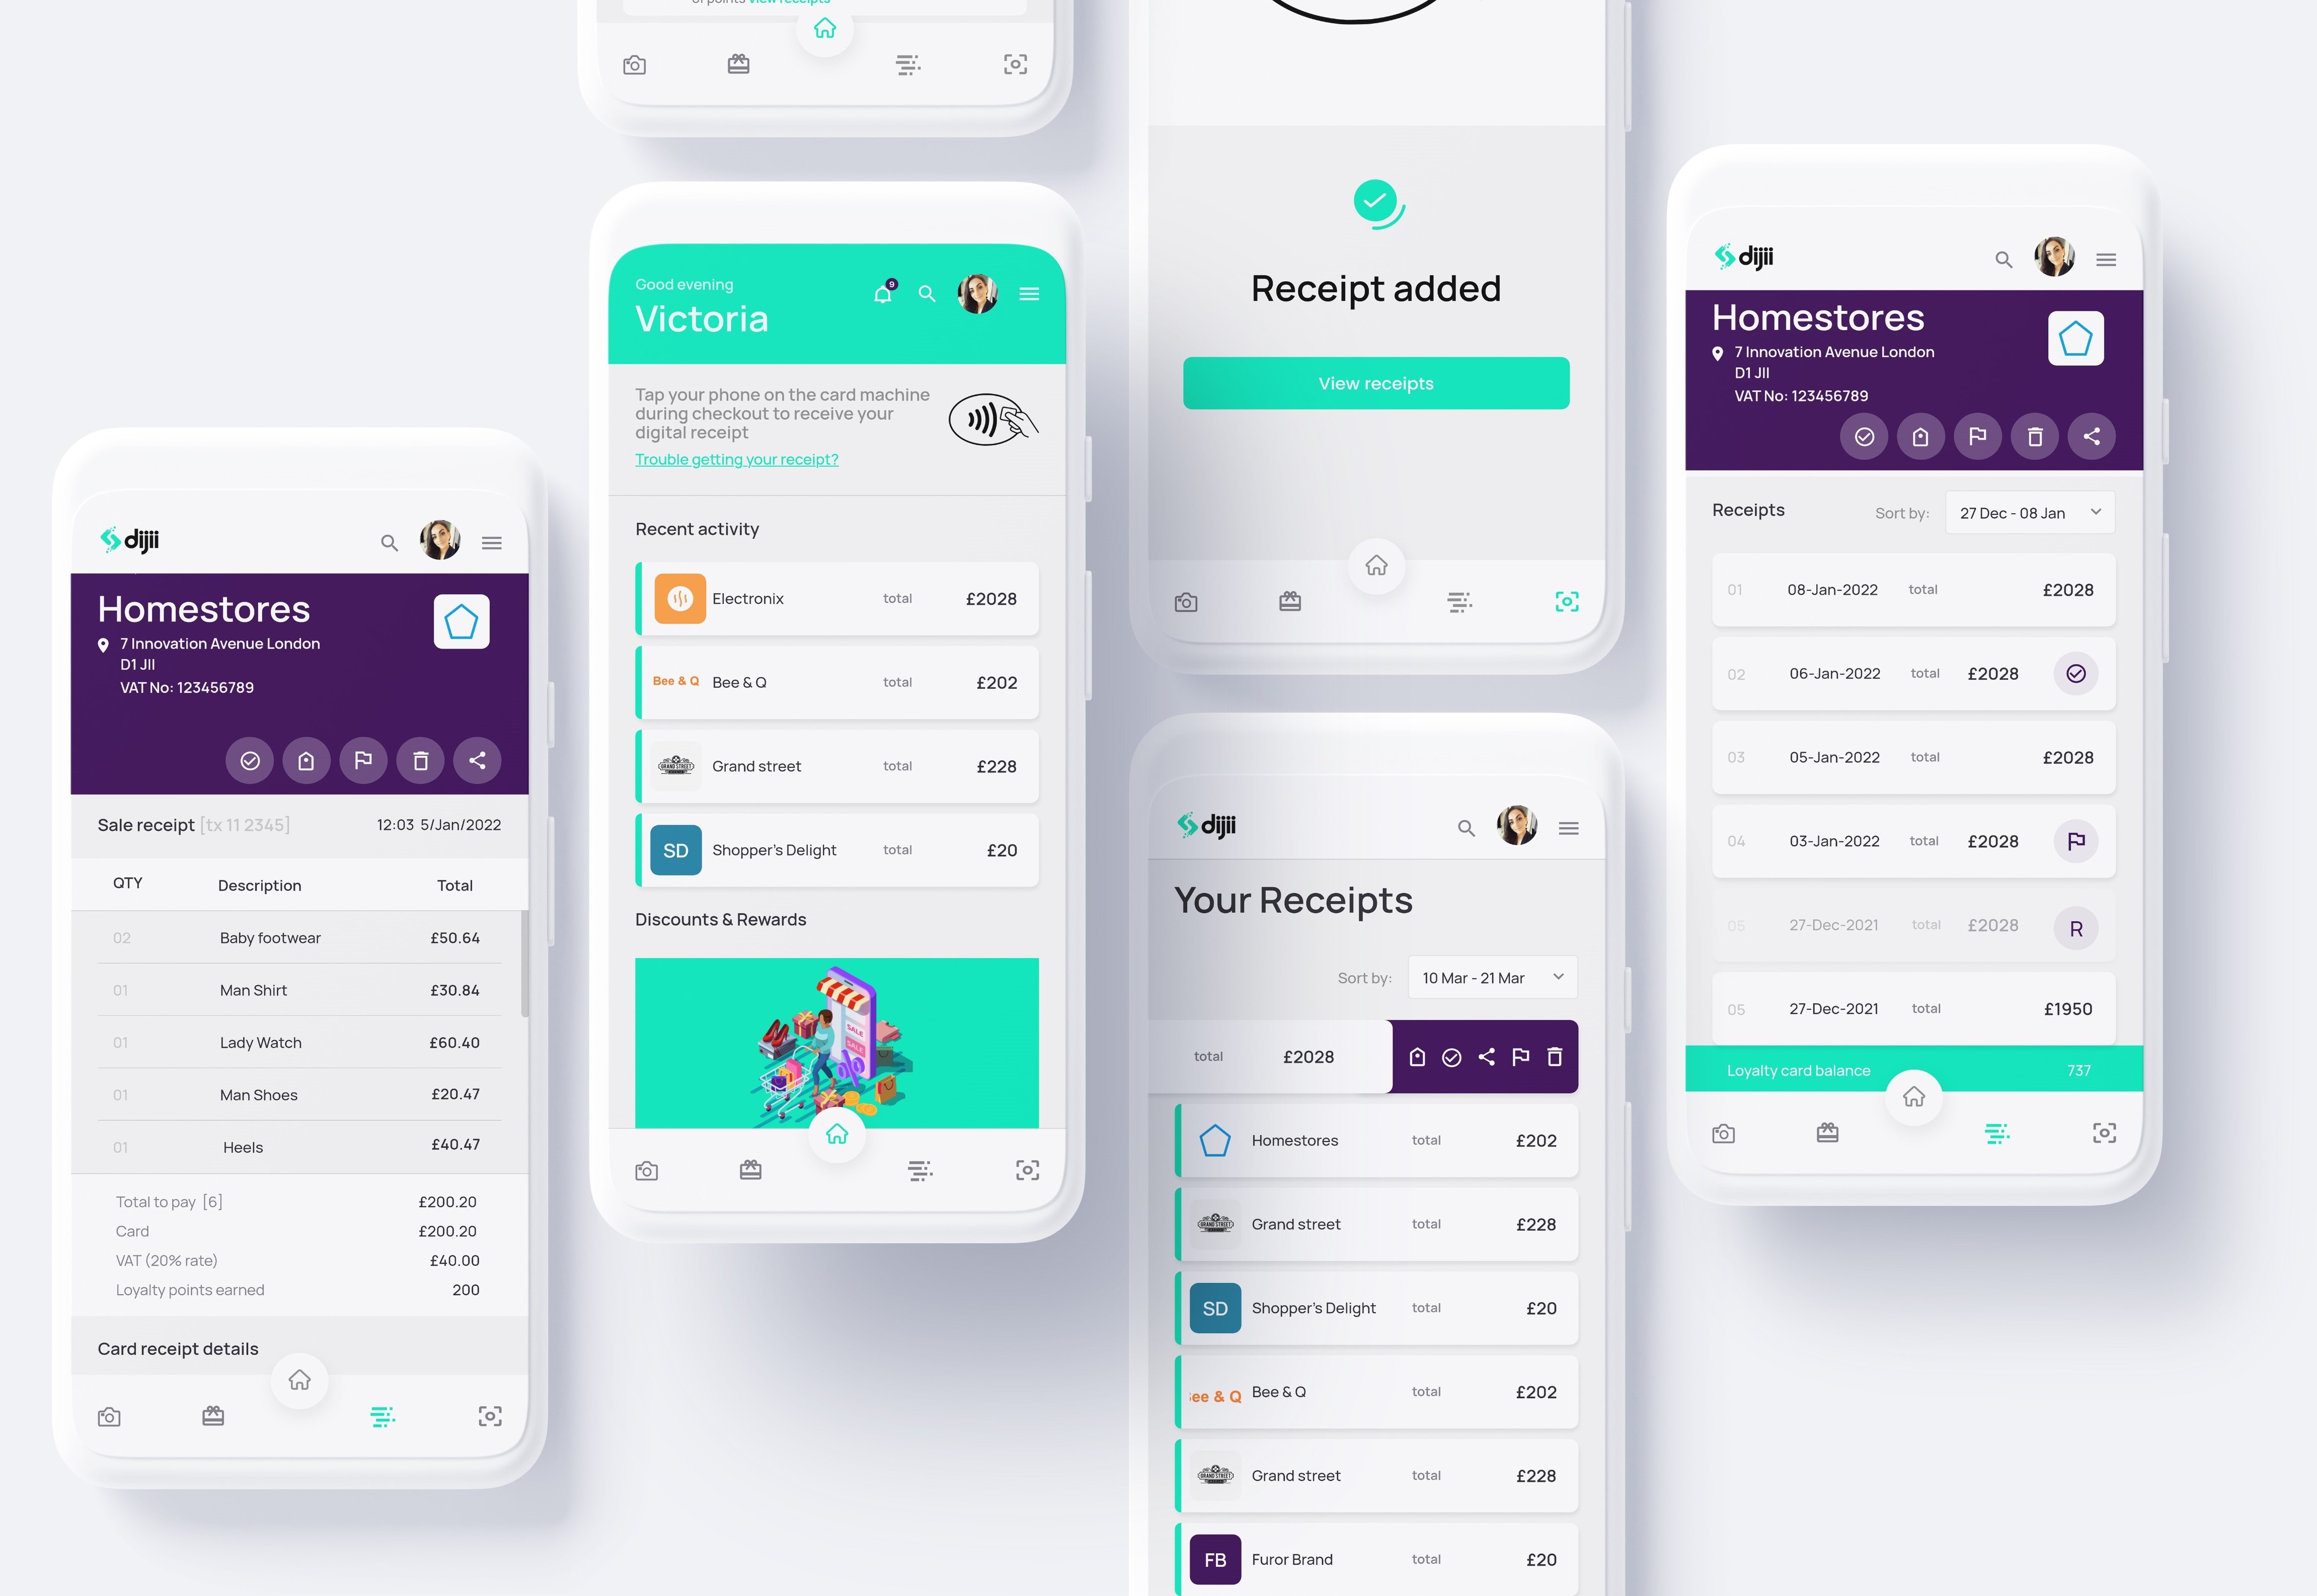 dijii
Homestores
7 Innovation Avenue London
D1 JII
VAT No: 123456789
Sale receipt [tx 11 2345] 12:03 5/Jan/2022
QTY Description Total
02 Baby footwear £50.64
01 Man Shirt £30.84
01 Lady Watch £60.40
01 Man Shoes £20.47
01 Heels £40.47
Total to pay [6] £200.20
Card £200.20
VAT (20% rate) £40.00
Loyalty points earned 200
Card receipt details
of points view receipts
Good evening
Victoria
9
Tap your phone on the card machine
during checkout to receive your
digital receipt
Trouble getting your receipt?
Recent activity
Electronix total £2028
Bee & Q Bee & Q total £202
GRAND STREET Grand street total £228
SD Shopper's Delight total £20
Discounts & Rewards
SALE
SALE
%
Receipt added
View receipts
dijii
Your Receipts
Sort by: 10 Mar - 21 Mar
total £2028
Homestores total £202
GRAND STREET Grand street total £228
SD Shopper's Delight total £20
ee & Q Bee & Q total £202
GRAND STREET Grand street total £228
FB Furor Brand total £20
dijii
Homestores
7 Innovation Avenue London
D1 JII
VAT No: 123456789
Receipts Sort by: 27 Dec - 08 Jan
01 08-Jan-2022 total £2028
02 06-Jan-2022 total £2028
03 05-Jan-2022 total £2028
04 03-Jan-2022 total £2028
05 27-Dec-2021 total £2028 R
05 27-Dec-2021 total £1950
Loyalty card balance 737